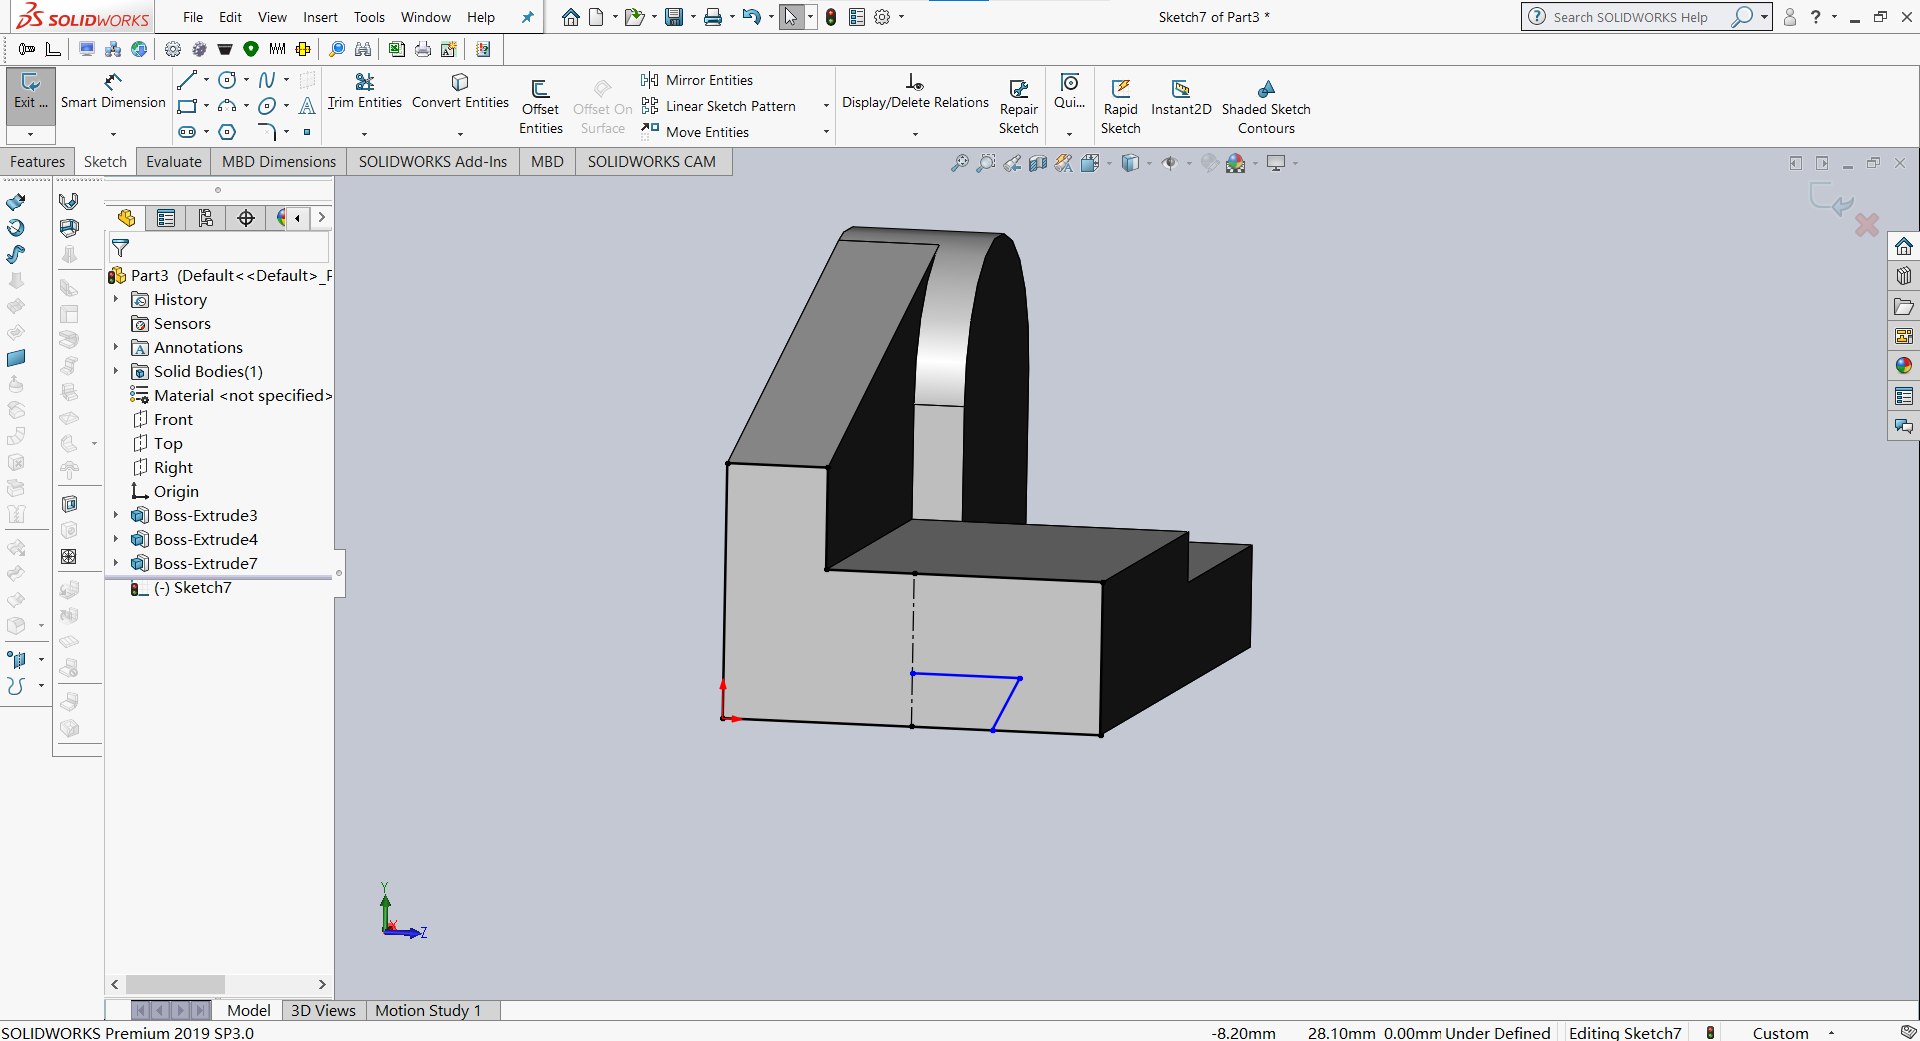 SOLIDWORKS
File Edit View Insert Tools Window Help
Sketch7 of Part3 *
Search SOLIDWORKS Help
Exit ...
Smart Dimension
Trim Entities
Convert Entities
Offset Entities
Offset On Surface
Mirror Entities
Linear Sketch Pattern
Move Entities
Display/Delete Relations
Repair Sketch
Qui...
Rapid Sketch
Instant2D
Shaded Sketch Contours
Features Sketch Evaluate MBD Dimensions SOLIDWORKS Add-Ins MBD SOLIDWORKS CAM
Part3 (Default<<Default>_F
History
Sensors
Annotations
Solid Bodies(1)
Material <not specified>
Front
Top
Right
Origin
Boss-Extrude3
Boss-Extrude4
Boss-Extrude7
(-) Sketch7
Y
X
Z
Model 3D Views Motion Study 1
SOLIDWORKS Premium 2019 SP3.0
-8.20mm 28.10mm 0.00mm Under Defined Editing Sketch7 Custom